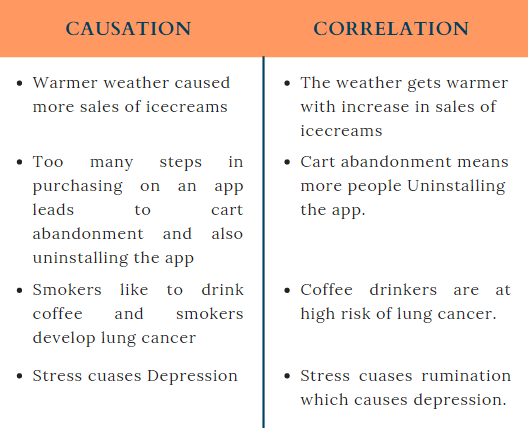 CAUSATION
CORRELATION
• Warmer weather caused
more sales of icecreams
• Too many steps in
purchasing on an app
leads to cart
abandonment and also
uninstalling the app
• Smokers like to drink
coffee and smokers
develop lung cancer
• Stress cuases Depression
• The weather gets warmer
with increase in sales of
icecreams
• Cart abandonment means
more people Uninstalling
the app.
• Coffee drinkers are at
high risk of lung cancer.
• Stress cuases rumination
which causes depression.